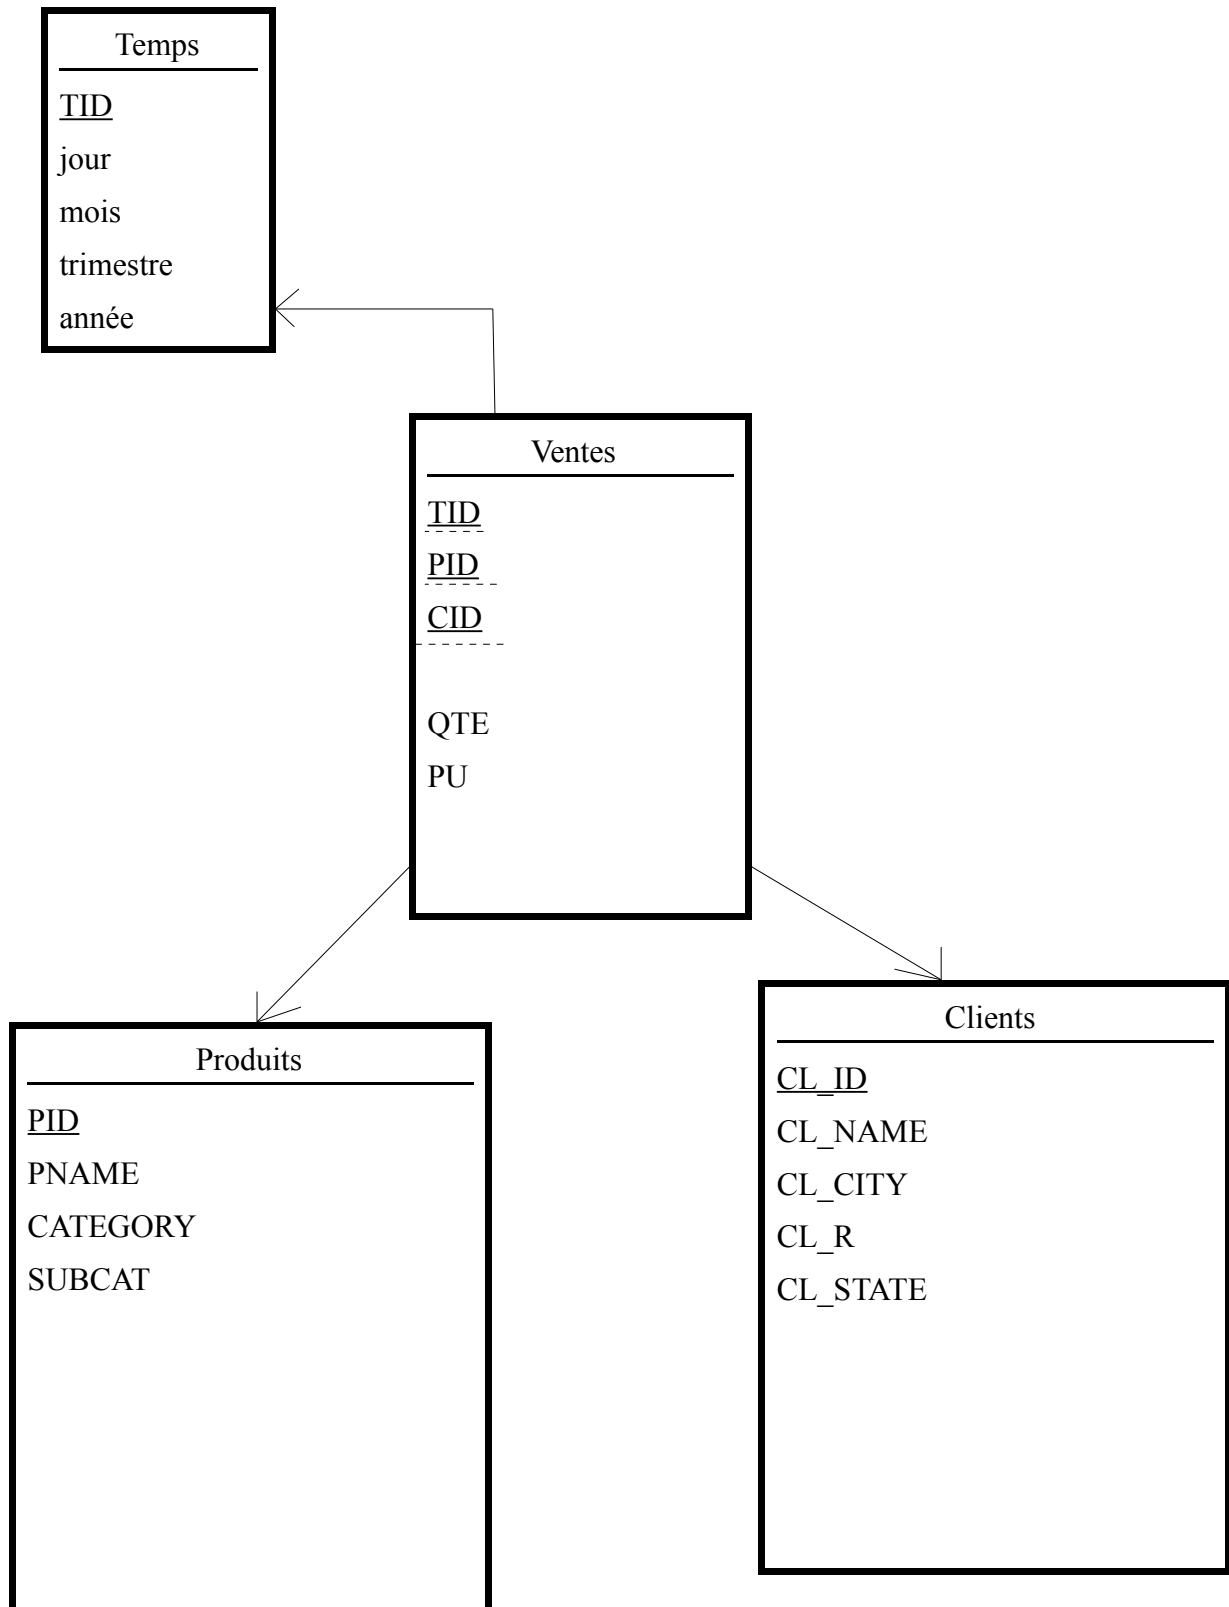 Temps
TID
jour
mois
trimestre
année
Ventes
TID
PID
CID
QTE
PU
Produits
PID
PNAME
CATEGORY
SUBCAT
Clients
CL_ID
CL_NAME
CL_CITY
CL_R
CL_STATE